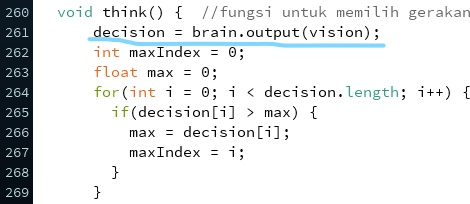 260 void think() { //fungsi untuk memilih gerakan
261 decision = brain.output(vision);
262 int maxIndex = 0;
263 float max = 0;
264 for(int i = 0; i < decision.length; i++) {
265 if(decision[i] > max) {
266 max = decision[i];
267 maxIndex = i;
268 }
269 }